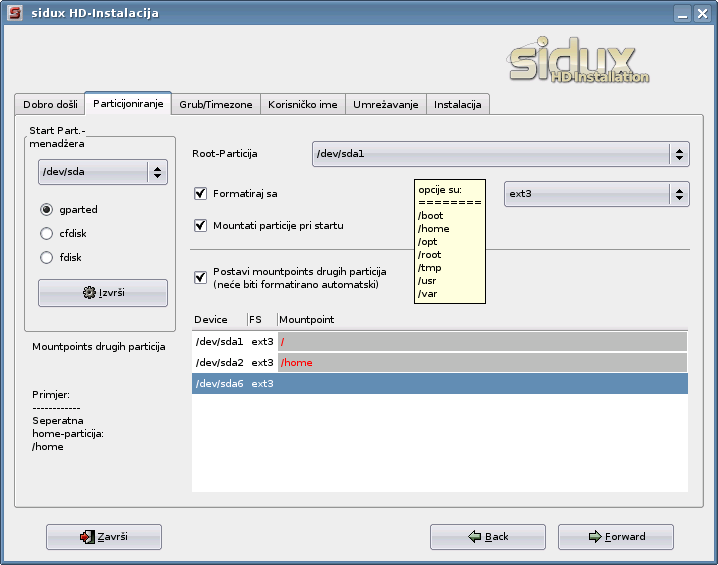 sidux HD-Instalacija
sidux
HD-Installation
Dobro došli
Particijoniranje
Grub/Timezone
Korisničko ime
Umrežavanje
Instalacija
Start Part.-
menadžera
/dev/sda
gparted
cfdisk
fdisk
Izvrši
Mountpoints drugih particija
Primjer:
------------
Seperatna
home-particija:
/home
Root-Particija
/dev/sda1
Formatiraj sa
ext3
Mountati particije pri startu
opcije su:
========
/boot
/home
/opt
/root
/tmp
/usr
/var
Postavi mountpoints drugih particija
(neće biti formatirano automatski)
Device FS Mountpoint
/dev/sda1 ext3 /
/dev/sda2 ext3 /home
/dev/sda6 ext3
Završi
Back
Forward